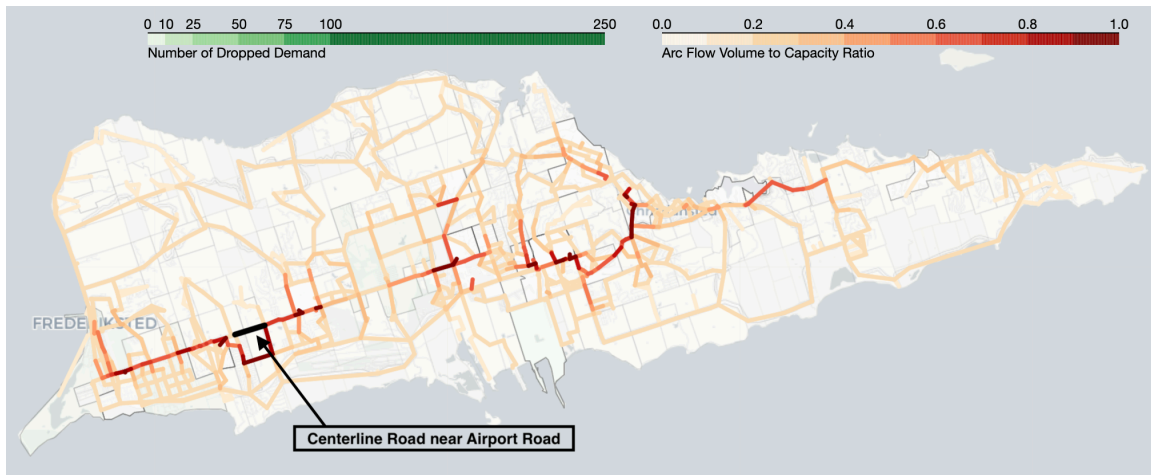 0 10 25 50 75 100 250
Number of Dropped Demand
0.0 0.2 0.4 0.6 0.8 1.0
Arc Flow Volume to Capacity Ratio
FREDERIKSTED
Centerline Road near Airport Road